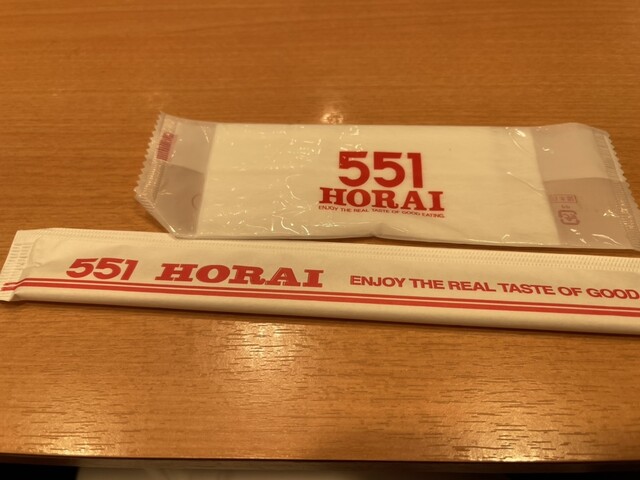 551
HORAI
ENJOY THE REAL TASTE OF GOOD EATING.
551 HORAI ENJOY THE REAL TASTE OF GOOD